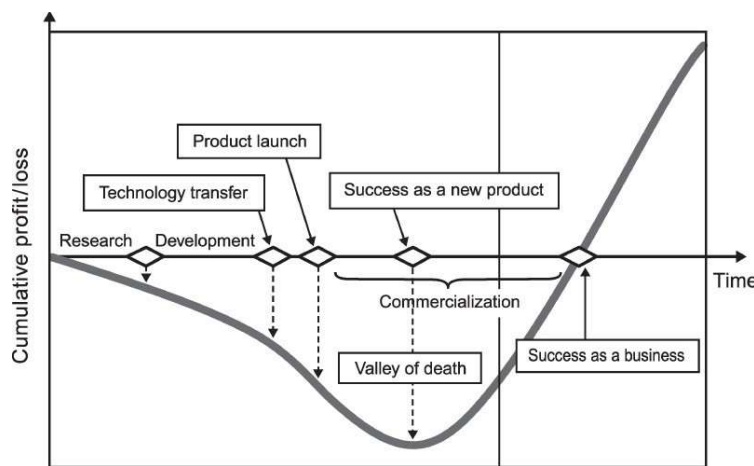 Cumulative profit/loss
Product launch
Technology transfer
Success as a new product
Research
Development
Time
Commercialization
Valley of death
Success as a business